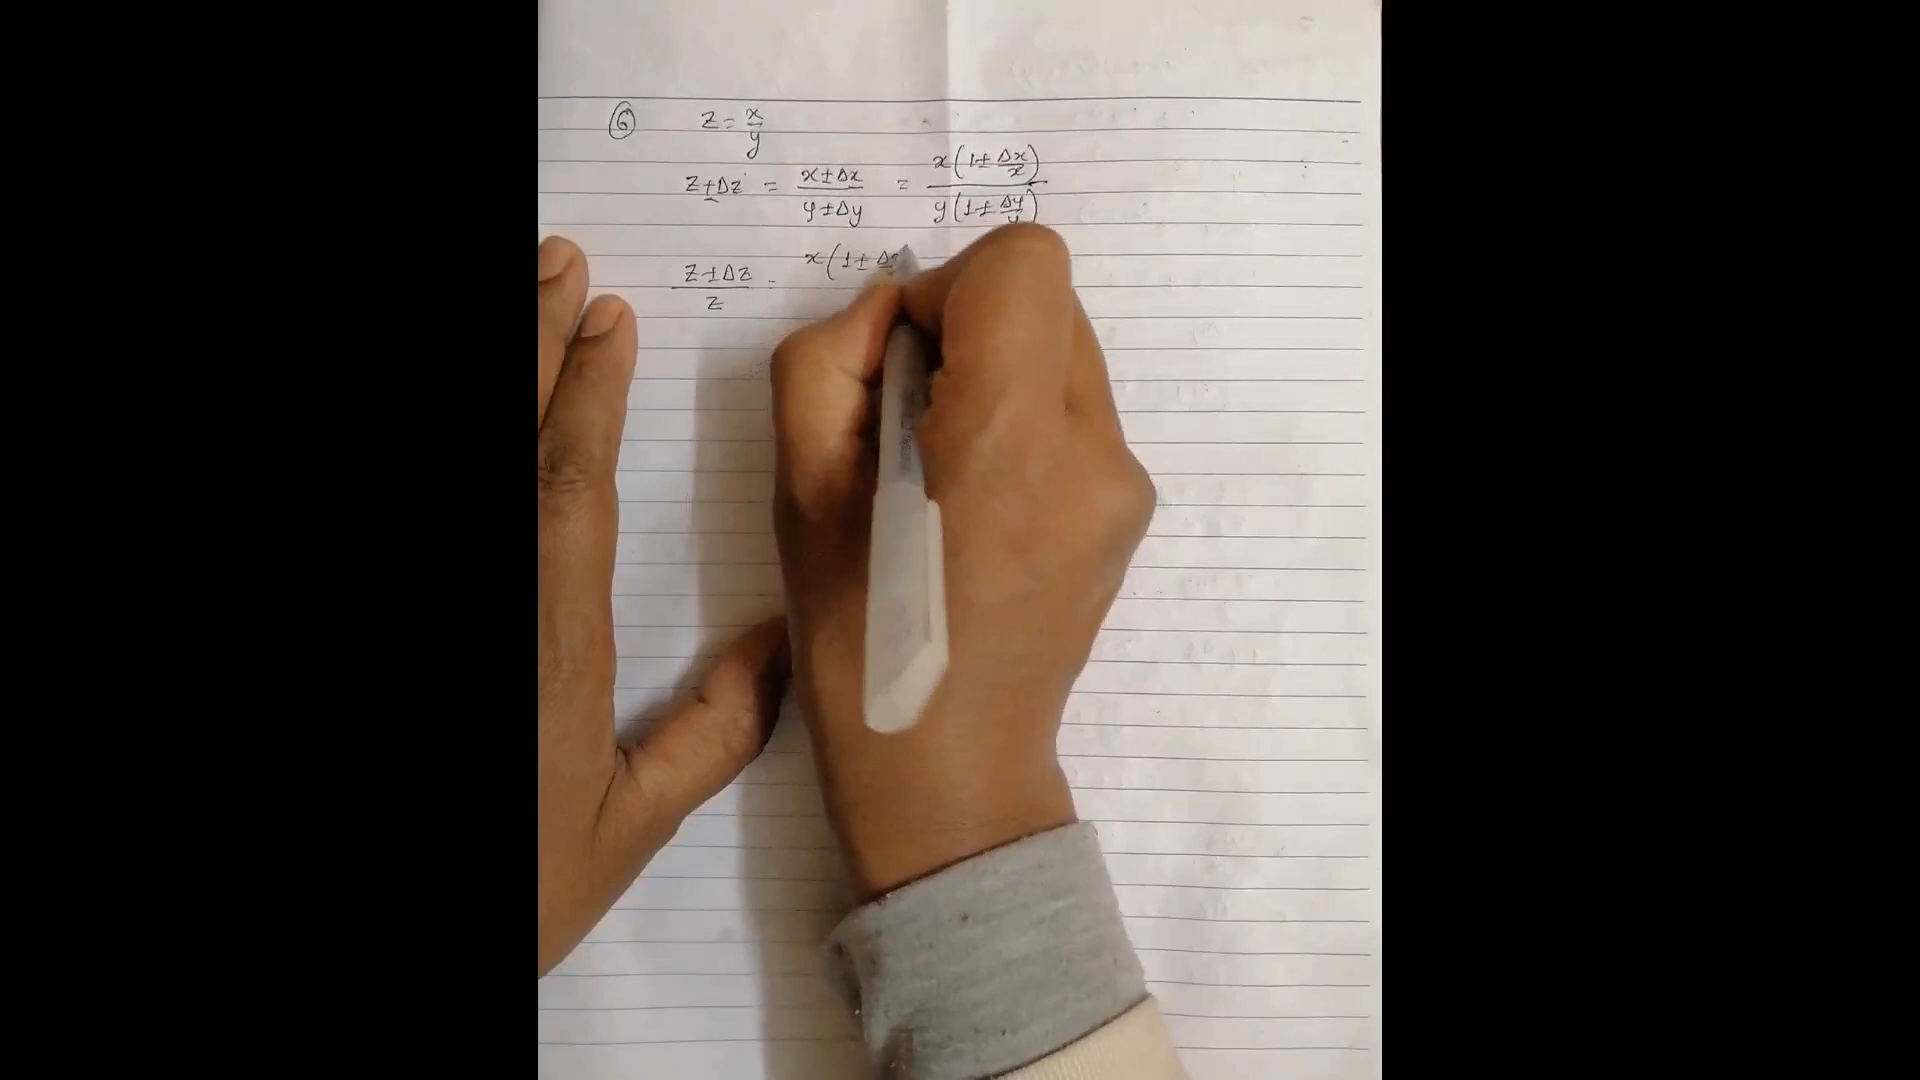 ⑥ z = x/y
z ± Δz = (x ± Δx)/(y ± Δy) = x(1 ± Δx/x) / y(1 ± Δy/y)
(z ± Δz)/z = x(1 ± Δ